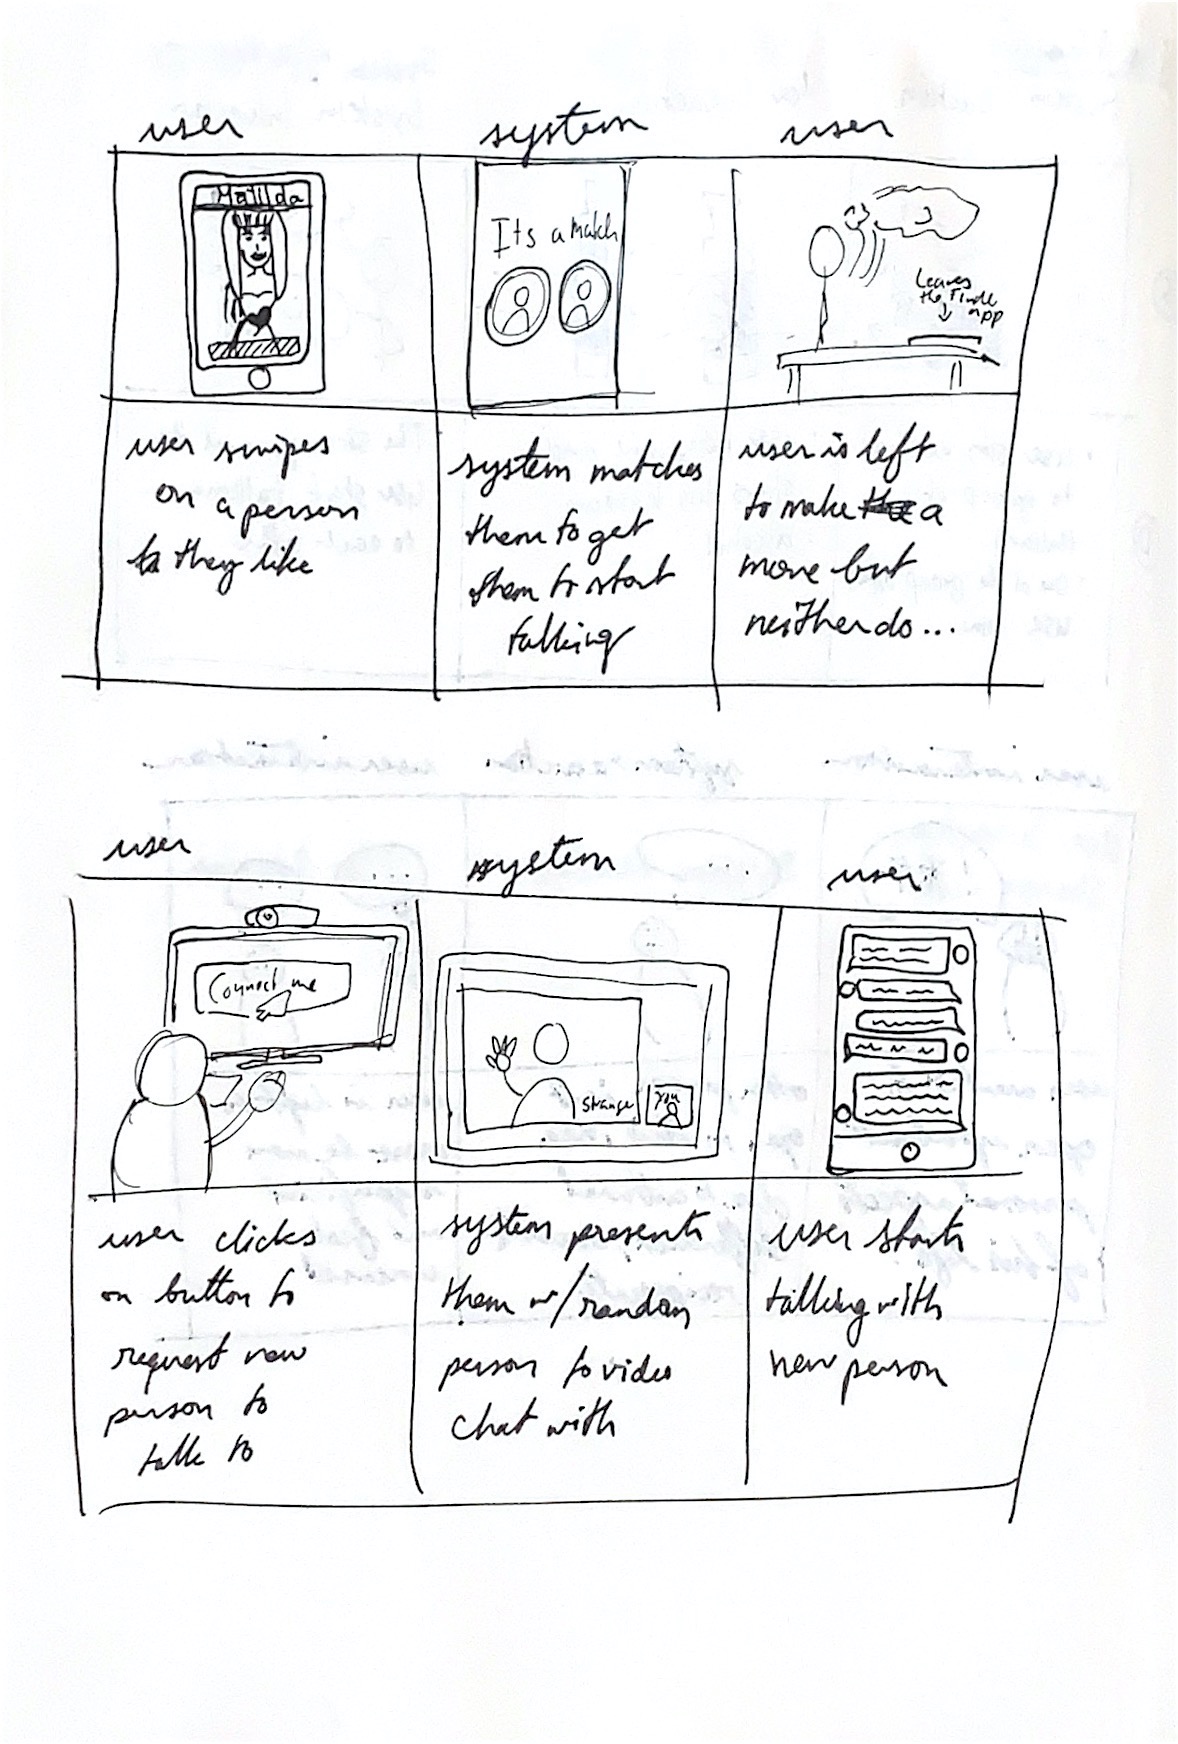 user
system
user
Matilda
Its a match
Leaves
the Tinder
app
user swipes
on a person
they like
system matches
them to get
them to start
talking
user is left
to make a
move but
neither do...
user
system
user
Connect me
Stranger
you
user clicks
on button to
request new
person to
talk to
system presents
them w/random
person to video
chat with
user starts
talking with
new person